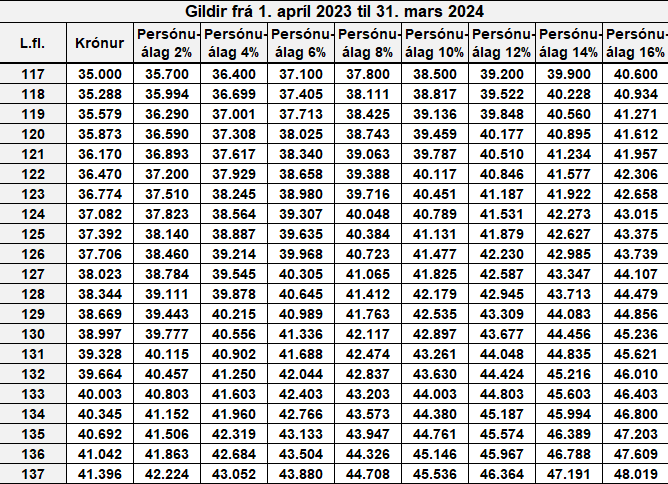 Gildir frá 1. apríl 2023 til 31. mars 2024
L.fl. Krónur Persónu-álag 2% Persónu-álag 4% Persónu-álag 6% Persónu-álag 8% Persónu-álag 10% Persónu-álag 12% Persónu-álag 14% Persónu-álag 16%
117 35.000 35.700 36.400 37.100 37.800 38.500 39.200 39.900 40.600
118 35.288 35.994 36.699 37.405 38.111 38.817 39.522 40.228 40.934
119 35.579 36.290 37.001 37.713 38.425 39.136 39.848 40.560 41.271
120 35.873 36.590 37.308 38.025 38.743 39.459 40.177 40.895 41.612
121 36.170 36.893 37.617 38.340 39.063 39.787 40.510 41.234 41.957
122 36.470 37.200 37.929 38.658 39.388 40.117 40.846 41.577 42.306
123 36.774 37.510 38.245 38.980 39.716 40.451 41.187 41.922 42.658
124 37.082 37.823 38.564 39.307 40.048 40.789 41.531 42.273 43.015
125 37.392 38.140 38.887 39.635 40.384 41.131 41.879 42.627 43.375
126 37.706 38.460 39.214 39.968 40.723 41.477 42.230 42.985 43.739
127 38.023 38.784 39.545 40.305 41.065 41.825 42.587 43.347 44.107
128 38.344 39.111 39.878 40.645 41.412 42.179 42.945 43.713 44.479
129 38.669 39.443 40.215 40.989 41.763 42.535 43.309 44.083 44.856
130 38.997 39.777 40.556 41.336 42.117 42.897 43.677 44.456 45.236
131 39.328 40.115 40.902 41.688 42.474 43.261 44.048 44.835 45.621
132 39.664 40.457 41.250 42.044 42.837 43.630 44.424 45.216 46.010
133 40.003 40.803 41.603 42.403 43.203 44.003 44.803 45.603 46.403
134 40.345 41.152 41.960 42.766 43.573 44.380 45.187 45.994 46.800
135 40.692 41.506 42.319 43.133 43.947 44.761 45.574 46.389 47.203
136 41.042 41.863 42.684 43.504 44.326 45.146 45.967 46.788 47.609
137 41.396 42.224 43.052 43.880 44.708 45.536 46.364 47.191 48.019